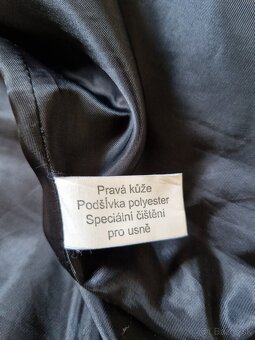 Pravá kůže
Podšívka polyester
Speciální čištění
pro usně